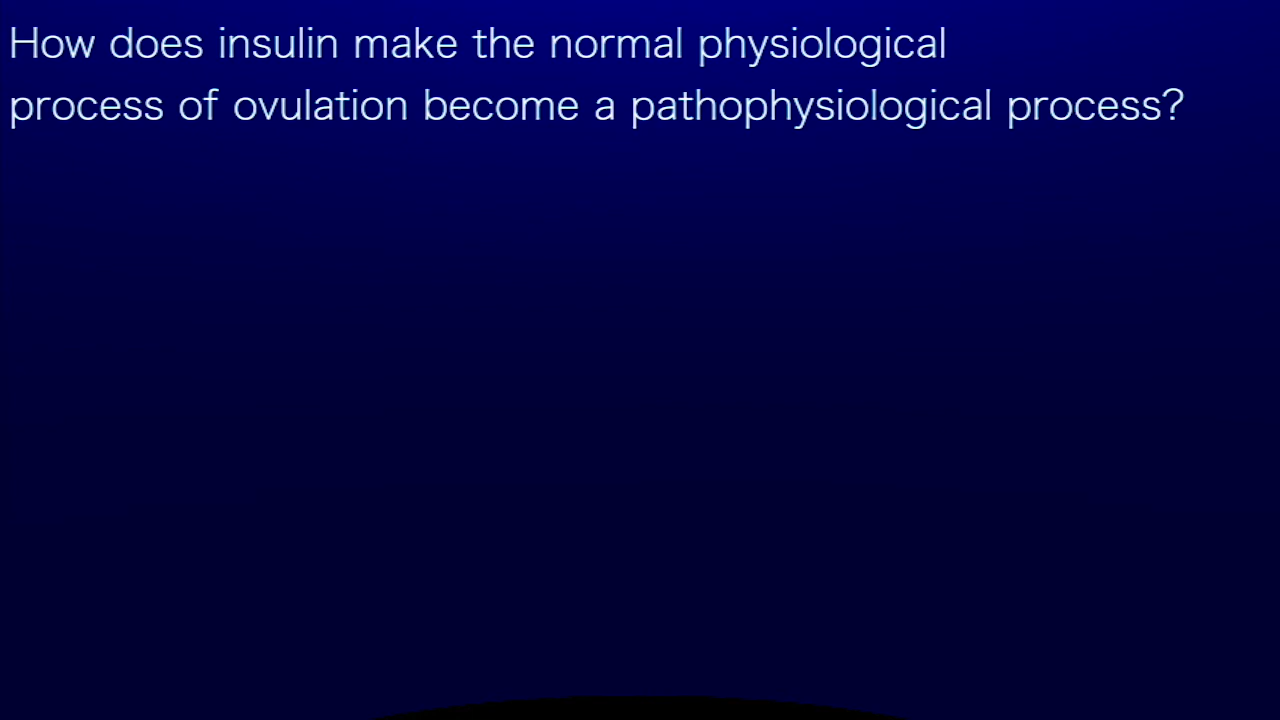 How does insulin make the normal physiological
process of ovulation become a pathophysiological process?